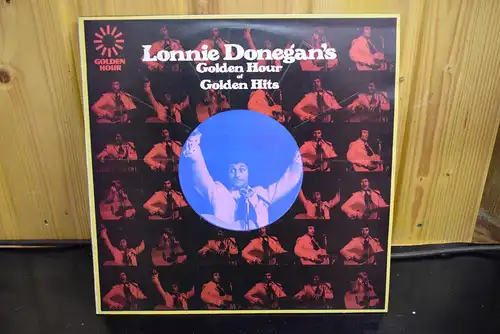 GOLDEN
HOUR
Lonnie Donegan's
Golden Hour
of
Golden Hits